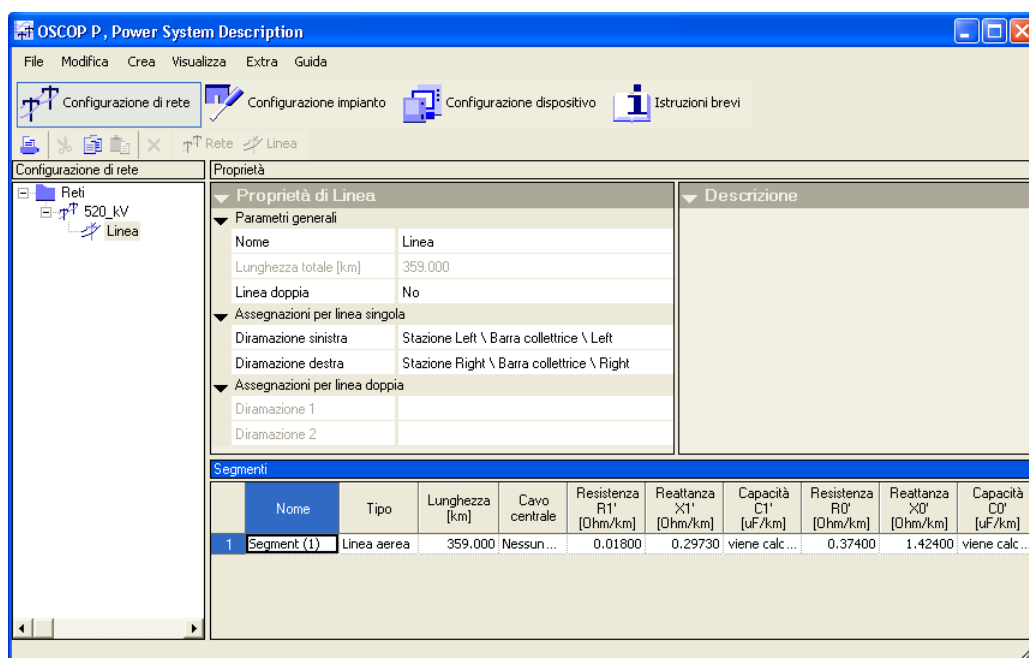 OSCOP P, Power System Description
File Modifica Crea Visualizza Extra Guida
Configurazione di rete Configurazione impianto Configurazione dispositivo Istruzioni brevi
Rete Linea
Configurazione di rete Proprietà
Reti
520_kV
Linea
Proprietà di Linea
Parametri generali
Nome Linea
Lunghezza totale [km] 359.000
Linea doppia No
Assegnazioni per linea singola
Diramazione sinistra Stazione Left \ Barra collettrice \ Left
Diramazione destra Stazione Right \ Barra collettrice \ Right
Assegnazioni per linea doppia
Diramazione 1
Diramazione 2
Descrizione
Segmenti
Nome Tipo Lunghezza [km] Cavo centrale Resistenza R1' [Ohm/km] Reattanza X1' [Ohm/km] Capacità C1' [uF/km] Resistenza R0' [Ohm/km] Reattanza X0' [Ohm/km] Capacità C0' [uF/km]
1 Segment (1) Linea aerea 359.000 Nessun... 0.01800 0.29730 viene calc... 0.37400 1.42400 viene calc...